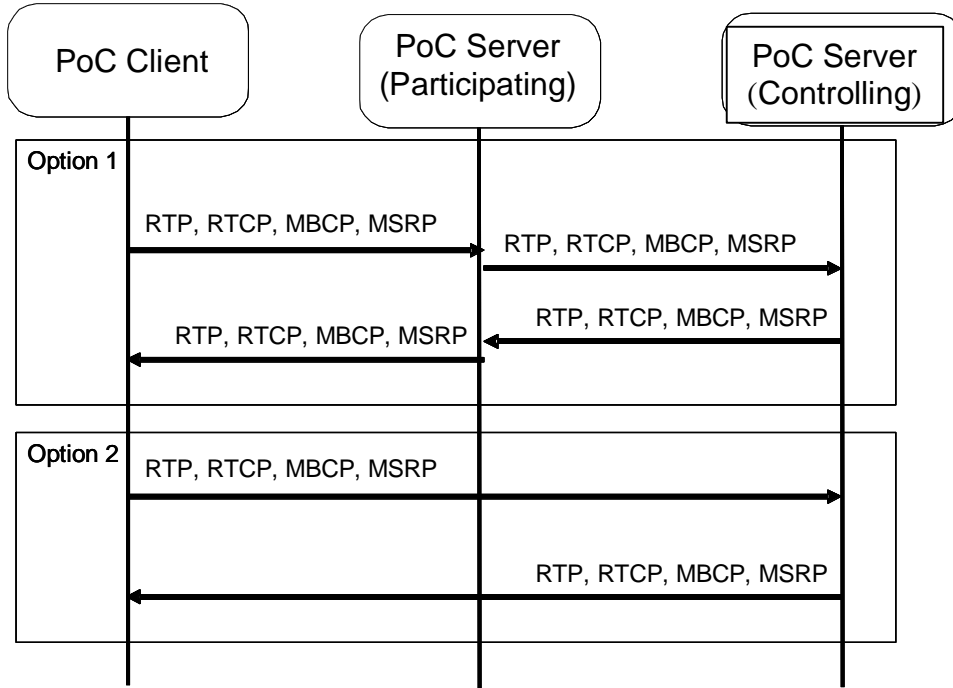 PoC Client
PoC Server
(Participating)
PoC Server
(Controlling)
Option 1
RTP, RTCP, MBCP, MSRP
RTP, RTCP, MBCP, MSRP
RTP, RTCP, MBCP, MSRP
RTP, RTCP, MBCP, MSRP
Option 2
RTP, RTCP, MBCP, MSRP
RTP, RTCP, MBCP, MSRP